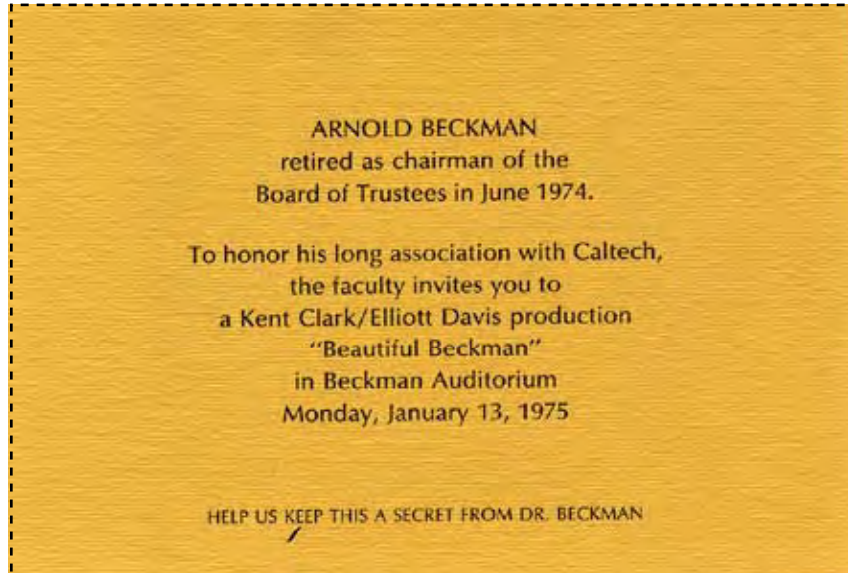 ARNOLD BECKMAN
retired as chairman of the
Board of Trustees in June 1974.
To honor his long association with Caltech,
the faculty invites you to
a Kent Clark/Elliott Davis production
"Beautiful Beckman"
in Beckman Auditorium
Monday, January 13, 1975
HELP US KEEP THIS A SECRET FROM DR. BECKMAN